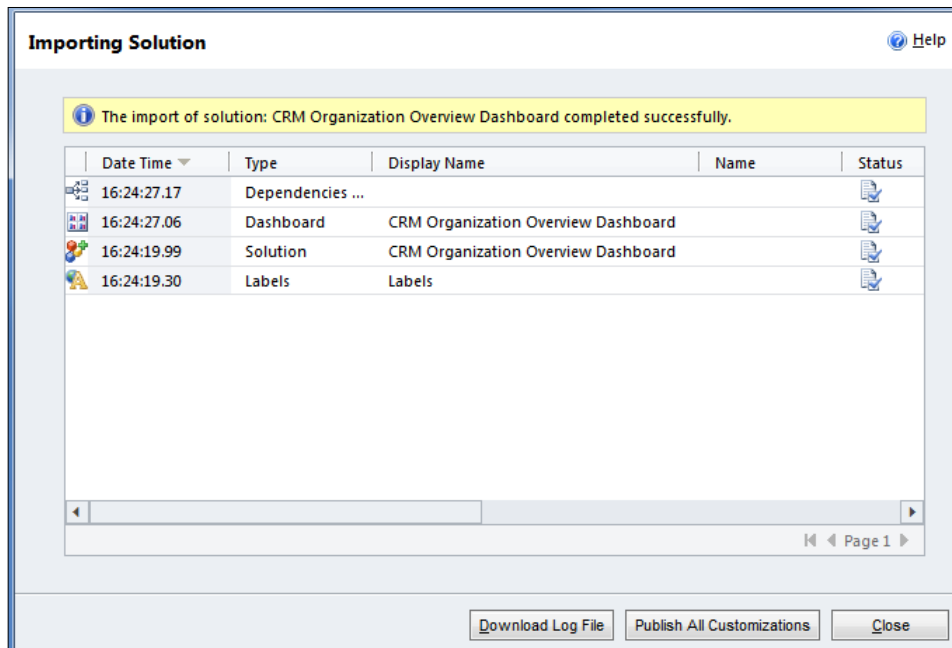 Importing Solution
Help
The import of solution: CRM Organization Overview Dashboard completed successfully.
Date Time Type Display Name Name Status
16:24:27.17 Dependencies ...
16:24:27.06 Dashboard CRM Organization Overview Dashboard
16:24:19.99 Solution CRM Organization Overview Dashboard
16:24:19.30 Labels Labels
Page 1
Download Log File Publish All Customizations Close